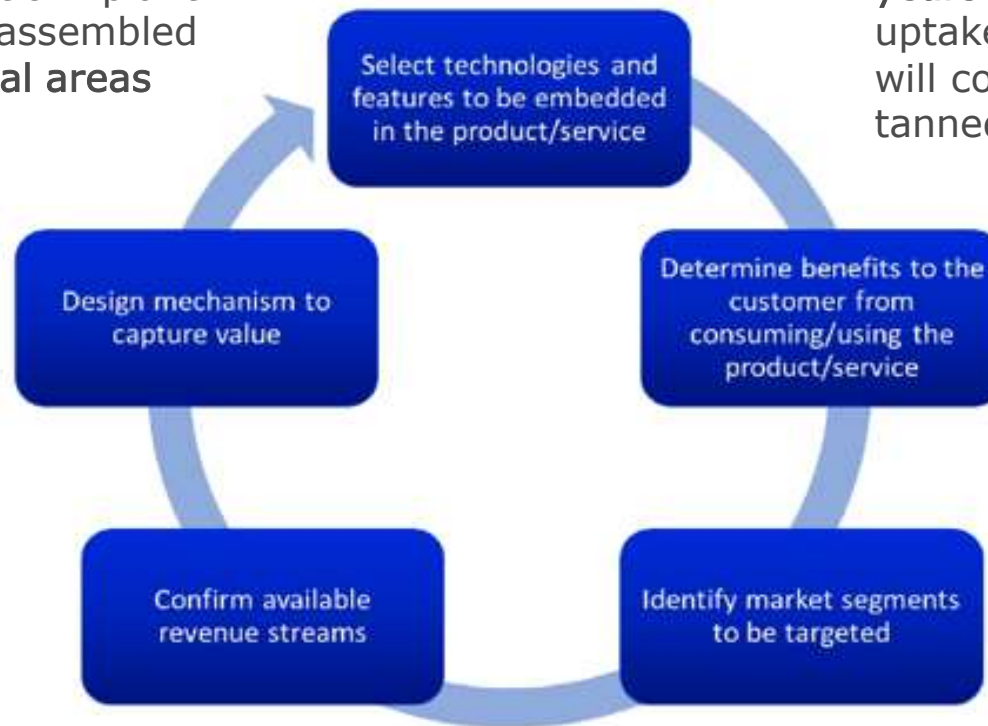 assembled
al areas
uptake
will co
tanned
Select technologies and
features to be embedded
in the product/service
Determine benefits to the
customer from
consuming/using the
product/service
Identify market segments
to be targeted
Confirm available
revenue streams
Design mechanism to
capture value